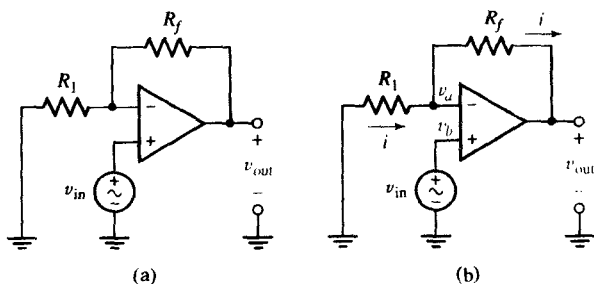 R_f
R_1
−
+
v_in
+
−
+
v_out
−
(a)
i
R_f
R_1
v_a
−
i
v_b
+
v_in
+
−
+
v_out
−
(b)